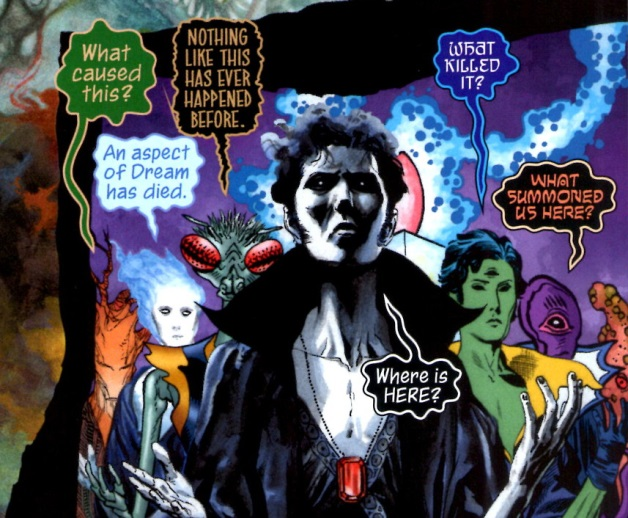 What
caused
this?
NOTHING
LIKE THIS
HAS EVER
HAPPENED
BEFORE.
An aspect
of Dream
has died.
WHAT
KILLED
IT?
WHAT
SUMMONED
US HERE?
Where is
HERE?